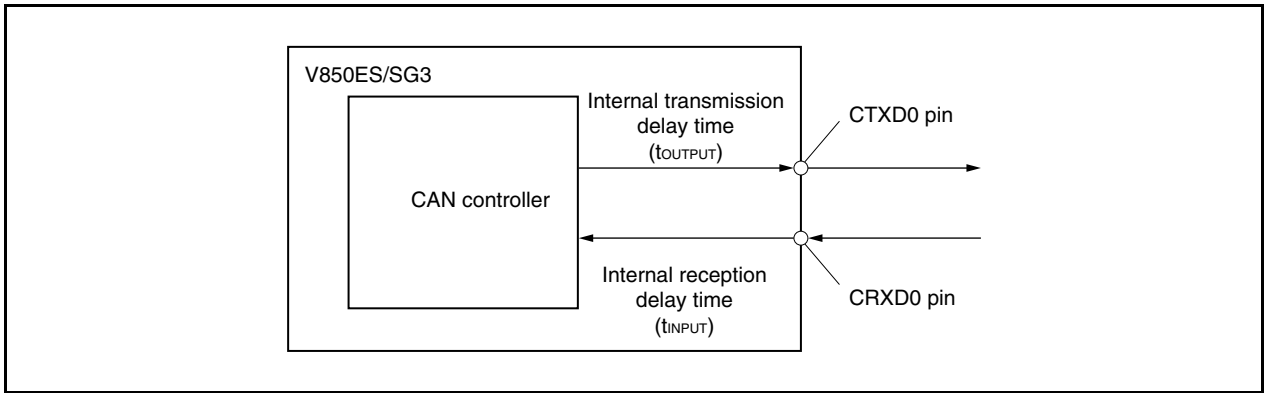 V850ES/SG3
Internal transmission
delay time
(tOUTPUT)
CTXD0 pin
CAN controller
Internal reception
delay time
(tINPUT)
CRXD0 pin